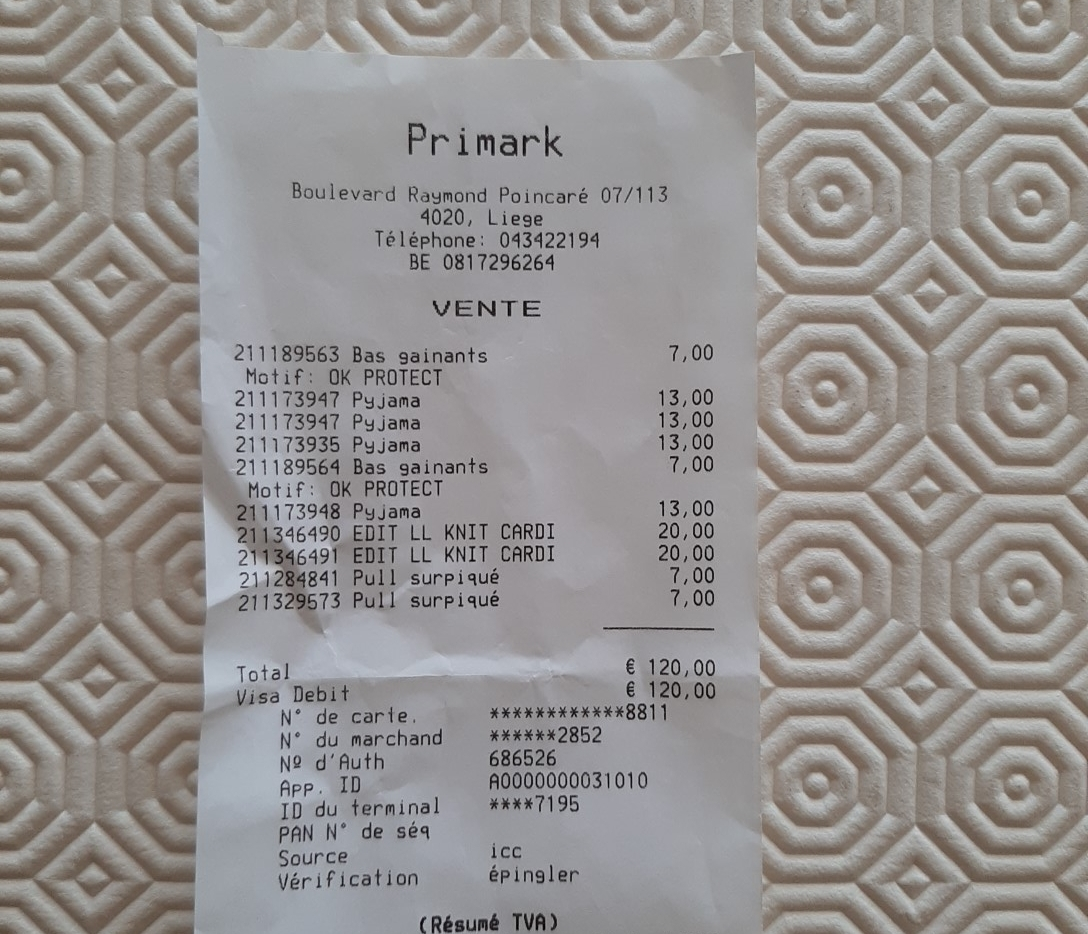 Primark
Boulevard Raymond Poincaré 07/113
4020, Liege
Téléphone: 043422194
BE 0817296264
VENTE
211189563 Bas gainants 7,00
Motif: OK PROTECT
211173947 Pyjama 13,00
211173947 Pyjama 13,00
211173935 Pyjama 13,00
211189564 Bas gainants 7,00
Motif: OK PROTECT
211173948 Pyjama 13,00
211346490 EDIT LL KNIT CARDI 20,00
211346491 EDIT LL KNIT CARDI 20,00
211284841 Pull surpiqué 7,00
211329573 Pull surpiqué 7,00
Total € 120,00
Visa Debit € 120,00
N° de carte. ************8811
N° du marchand ******2852
Nº d'Auth 686526
App. ID A0000000031010
ID du terminal ****7195
PAN N° de séq
Source icc
Vérification épingler
(Résumé TVA)